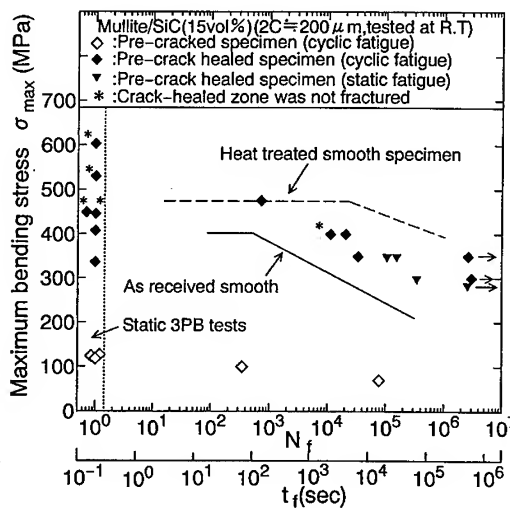 Mullite/SiC(15vol%)(2C≒200μm,tested at R.T)
◇:Pre-cracked specimen (cyclic fatigue)
◆:Pre-crack healed specimen (cyclic fatigue)
▼:Pre-crack healed specimen (static fatigue)
*:Crack-healed zone was not fractured
Maximum bending stress σmax (MPa)
700
600
500
400
300
200
100
0
Heat treated smooth specimen
As received smooth
Static 3PB tests
10^0 10^1 10^2 10^3 10^4 10^5 10^6 10^7
Nf
10^-1 10^0 10^1 10^2 10^3 10^4 10^5 10^6
tf(sec)